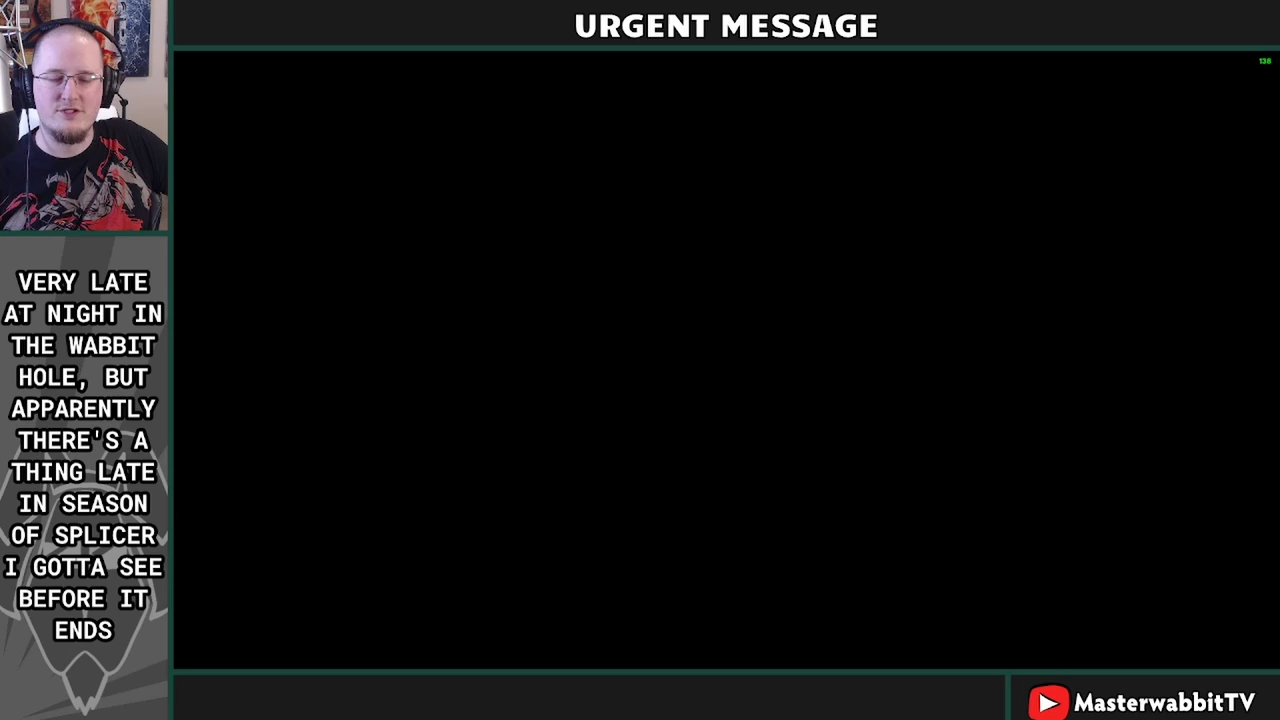 URGENT MESSAGE
138
VERY LATE
AT NIGHT IN
THE WABBIT
HOLE, BUT
APPARENTLY
THERE'S A
THING LATE
IN SEASON
OF SPLICER
I GOTTA SEE
BEFORE IT
ENDS
MasterwabbitTV